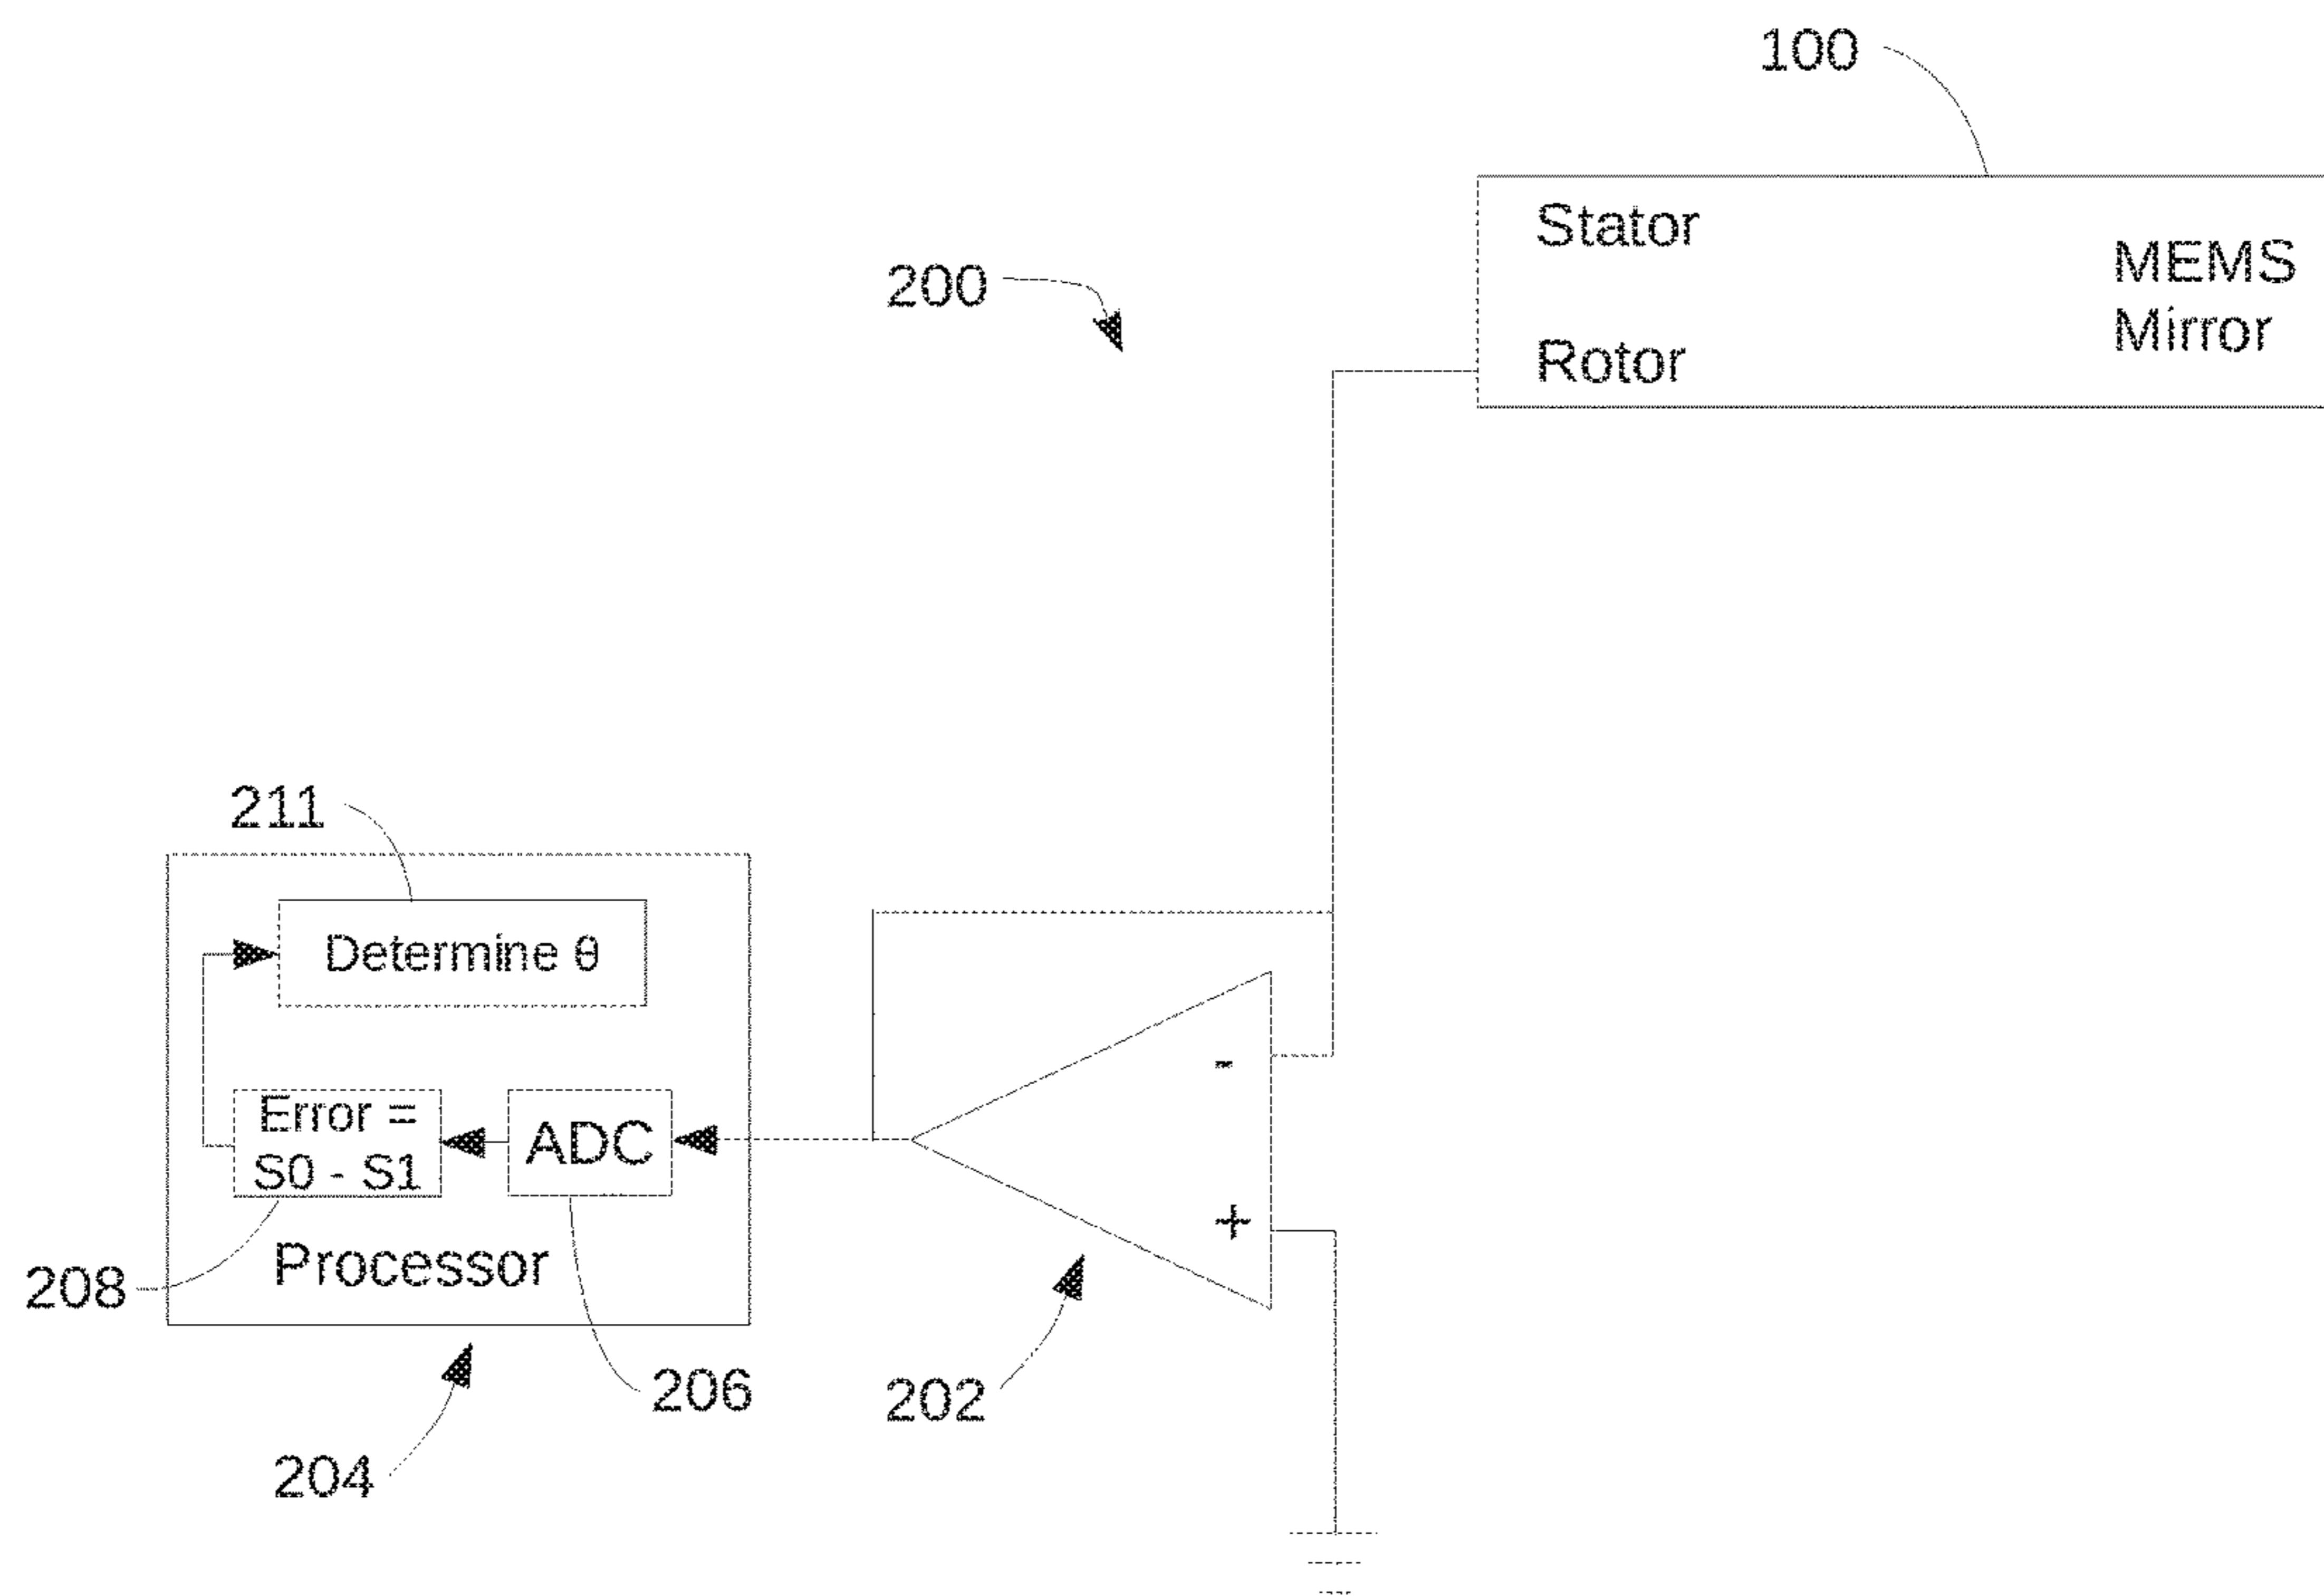 100
Stator
MEMS
Mirror
200
Rotor
211
Determine θ
-
Error =
S0 - S1
ADC
+
Processor
208
206
202
204